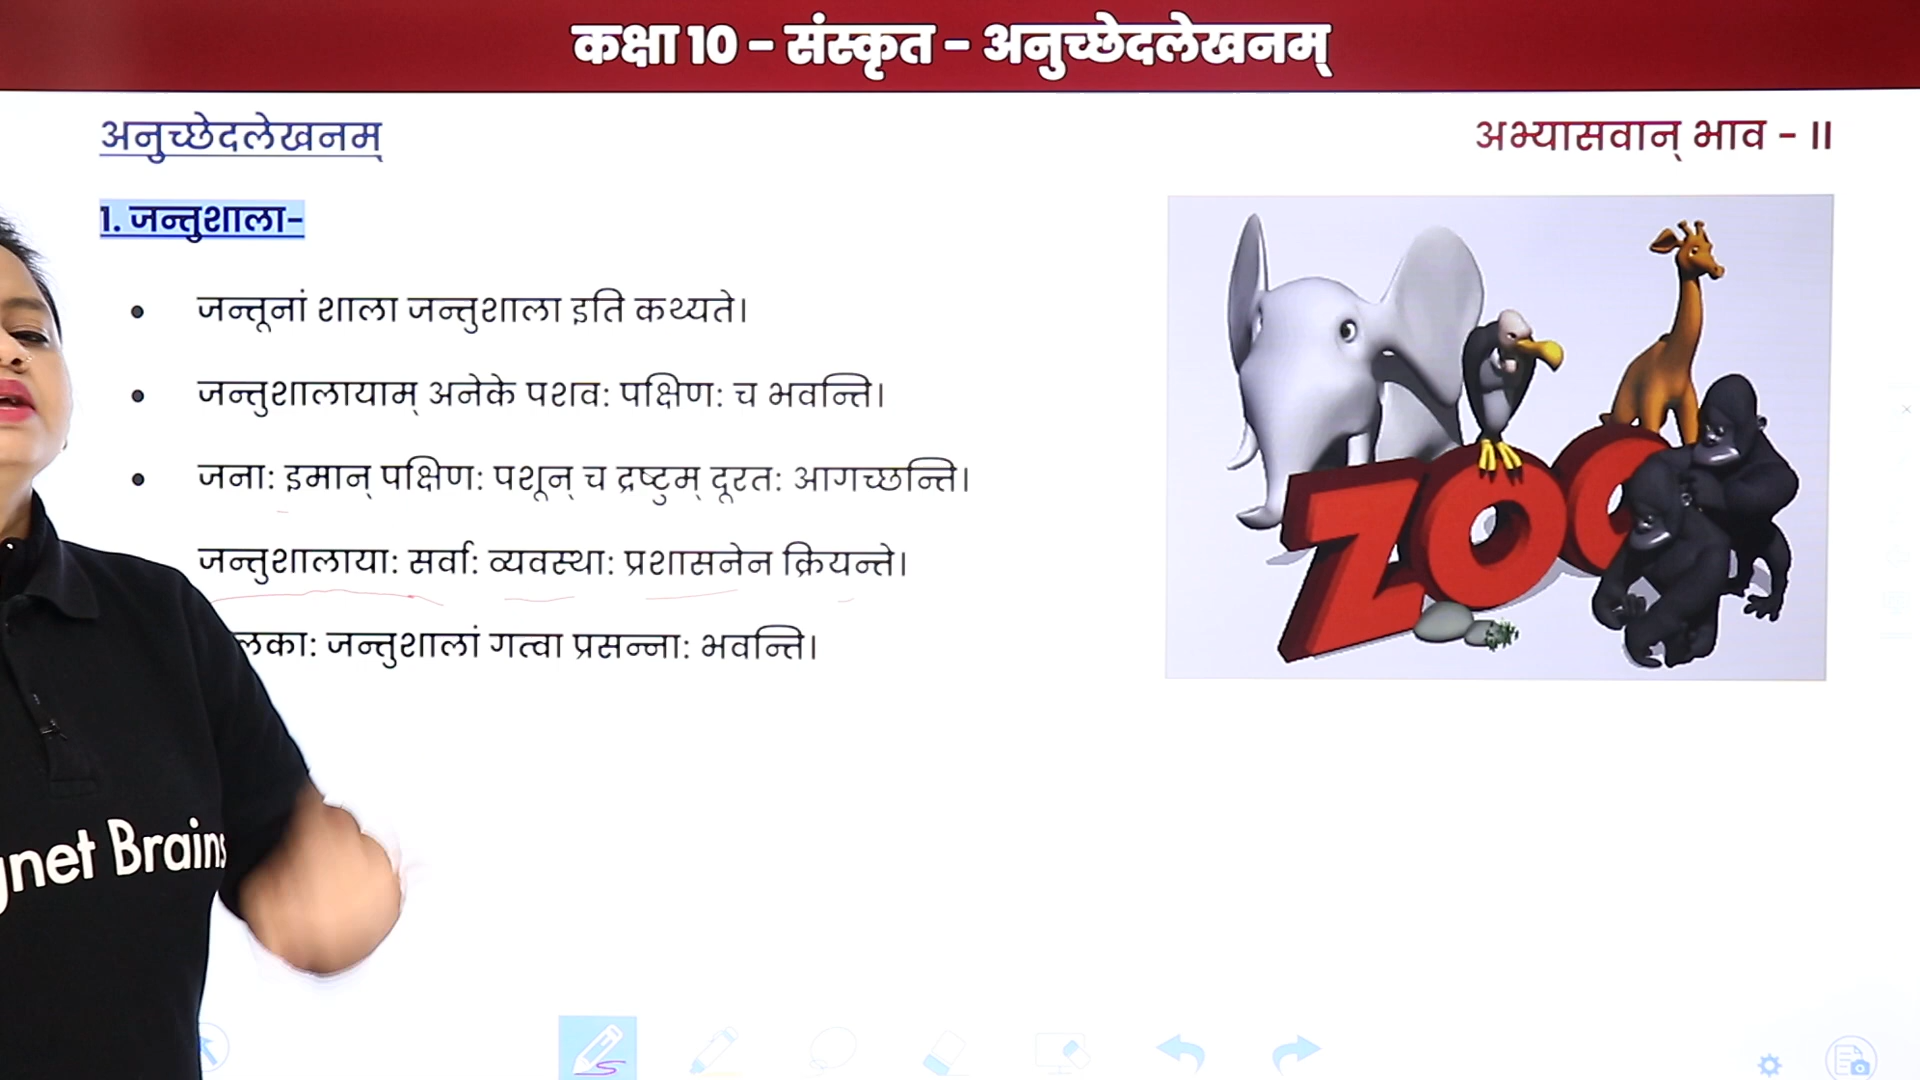 कक्षा 10 - संस्कृत - अनुच्छेदलेखनम्
अनुच्छेदलेखनम्
अभ्यासवान् भाव - II
1. जन्तुशाला-
जन्तूनां शाला जन्तुशाला इति कथ्यते।
जन्तुशालायाम् अनेके पशवः पक्षिणः च भवन्ति।
जनाः इमान् पक्षिणः पशून् च द्रष्टुम् दूरतः आगच्छन्ति।
जन्तुशालायाः सर्वाः व्यवस्थाः प्रशासनेन क्रियन्ते।
जन्तुशालां गत्वा प्रसन्नाः भवन्ति।
ZOO
Brains